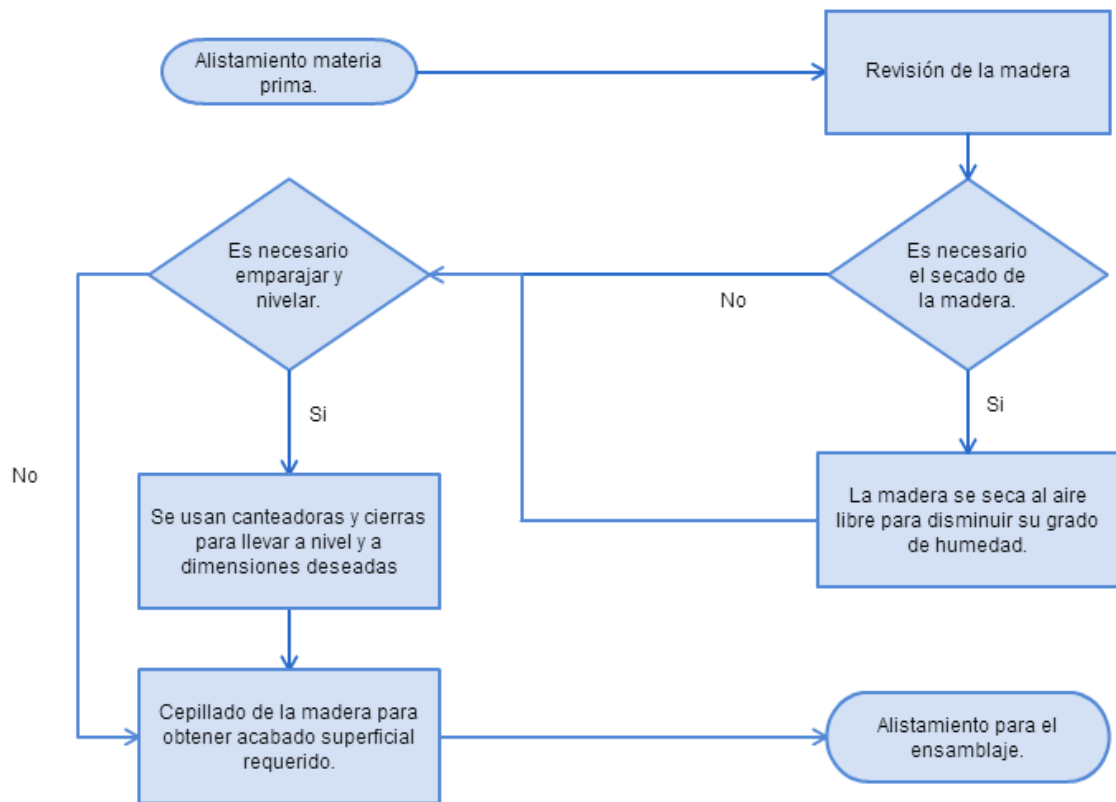 Alistamiento materia
prima.
Revisión de la madera
Es necesario
el secado de
la madera.
No
Si
La madera se seca al aire
libre para disminuir su grado
de humedad.
Es necesario
emparajar y
nivelar.
Si
No
Se usan canteadoras y cierras
para llevar a nivel y a
dimensiones deseadas
Cepillado de la madera para
obtener acabado superficial
requerido.
Alistamiento para el
ensamblaje.